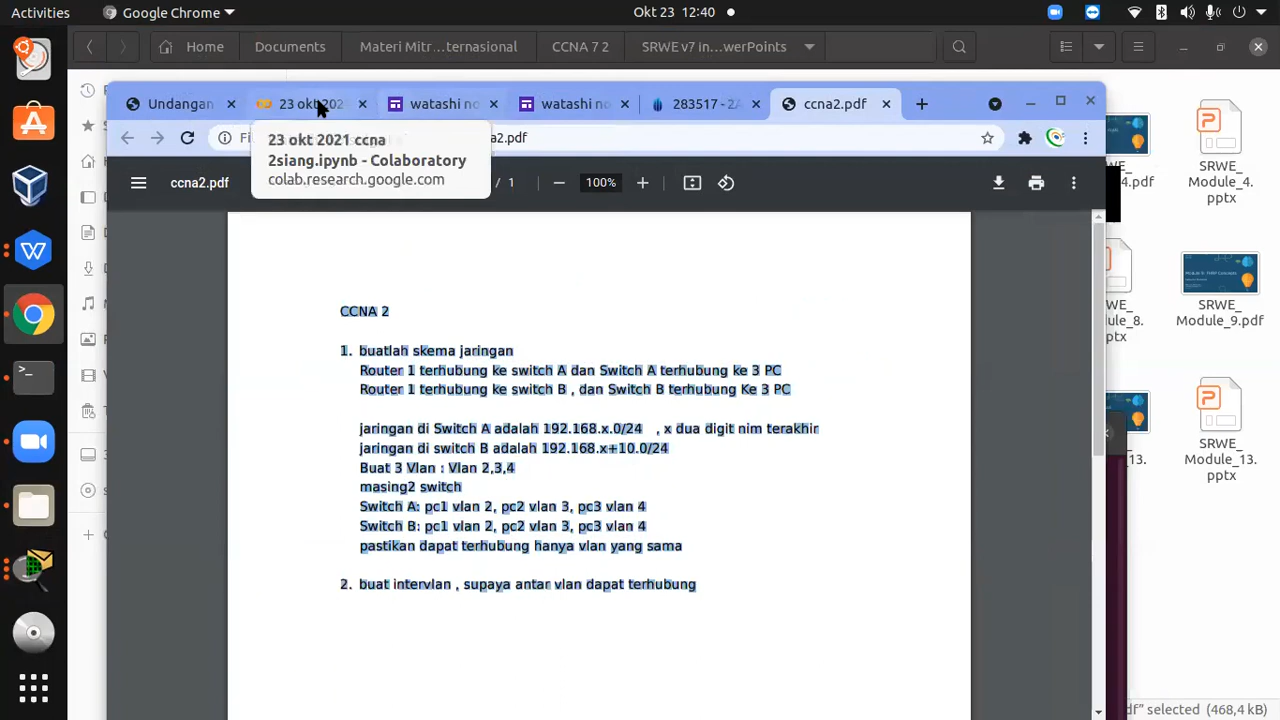 Activities
Google Chrome
Okt 23 12:40
Home
Documents
Materi Mitr…ternasional
CCNA 7 2
SRWE v7 in…werPoints
Undangan
23 okt 202
watashi no
watashi no
283517 - 2
ccna2.pdf
23 okt 2021 ccna
2siang.ipynb - Colaboratory
colab.research.google.com
a2.pdf
ccna2.pdf
/ 1
100%
CCNA 2
1. buatlah skema jaringan
Router 1 terhubung ke switch A dan Switch A terhubung ke 3 PC
Router 1 terhubung ke switch B , dan Switch B terhubung Ke 3 PC
jaringan di Switch A adalah 192.168.x.0/24 , x dua digit nim terakhir
jaringan di switch B adalah 192.168.x+10.0/24
Buat 3 Vlan : Vlan 2,3,4
masing2 switch
Switch A: pc1 vlan 2, pc2 vlan 3, pc3 vlan 4
Switch B: pc1 vlan 2, pc2 vlan 3, pc3 vlan 4
pastikan dapat terhubung hanya vlan yang sama
2. buat intervlan , supaya antar vlan dapat terhubung
4.pdf
SRWE_
Module_4.
pptx
ule_8.
SRWE_
Module_9.pdf
13.
SRWE_
Module_13.
pptx
df" selected (468,4 kB)